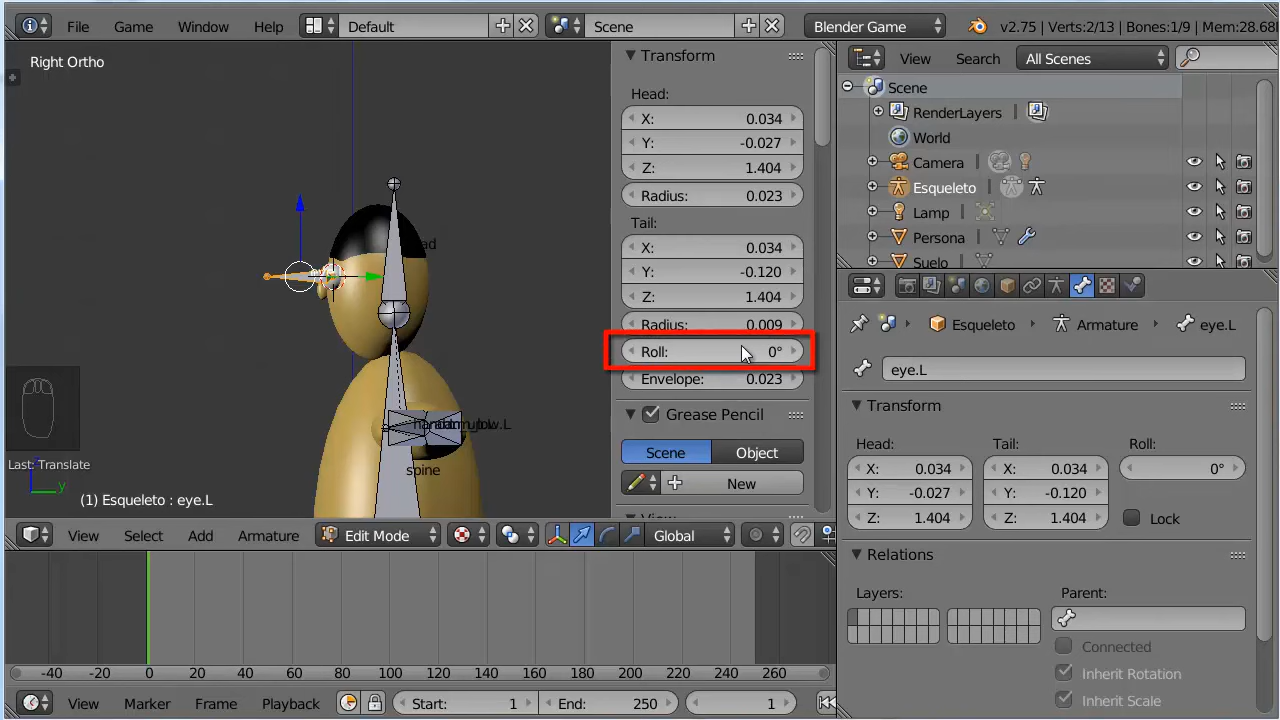 File Game Window Help Default Scene Blender Game v2.75 | Verts:2/13 | Bones:1/9 | Mem:28.68
Right Ortho
Transform
Head:
X: 0.034
Y: -0.027
Z: 1.404
Radius: 0.023
Tail:
X: 0.034
Y: -0.120
Z: 1.404
Radius: 0.009
Roll: 0°
Envelope: 0.023
Grease Pencil
Scene Object
New
spine
Last: Translate
z
y
(1) Esqueleto : eye.L
View Select Add Armature Edit Mode Global
-40 -20 0 20 40 60 80 100 120 140 160 180 200 220 240 260
View Marker Frame Playback Start: 1 End: 250 1
View Search All Scenes
Scene
RenderLayers
World
Camera
Esqueleto
Lamp
Persona
Suelo
Esqueleto Armature eye.L
eye.L
Transform
Head: Tail: Roll:
X: 0.034 X: 0.034 0°
Y: -0.027 Y: -0.120
Z: 1.404 Z: 1.404 Lock
Relations
Layers: Parent:
Connected
Inherit Rotation
Inherit Scale